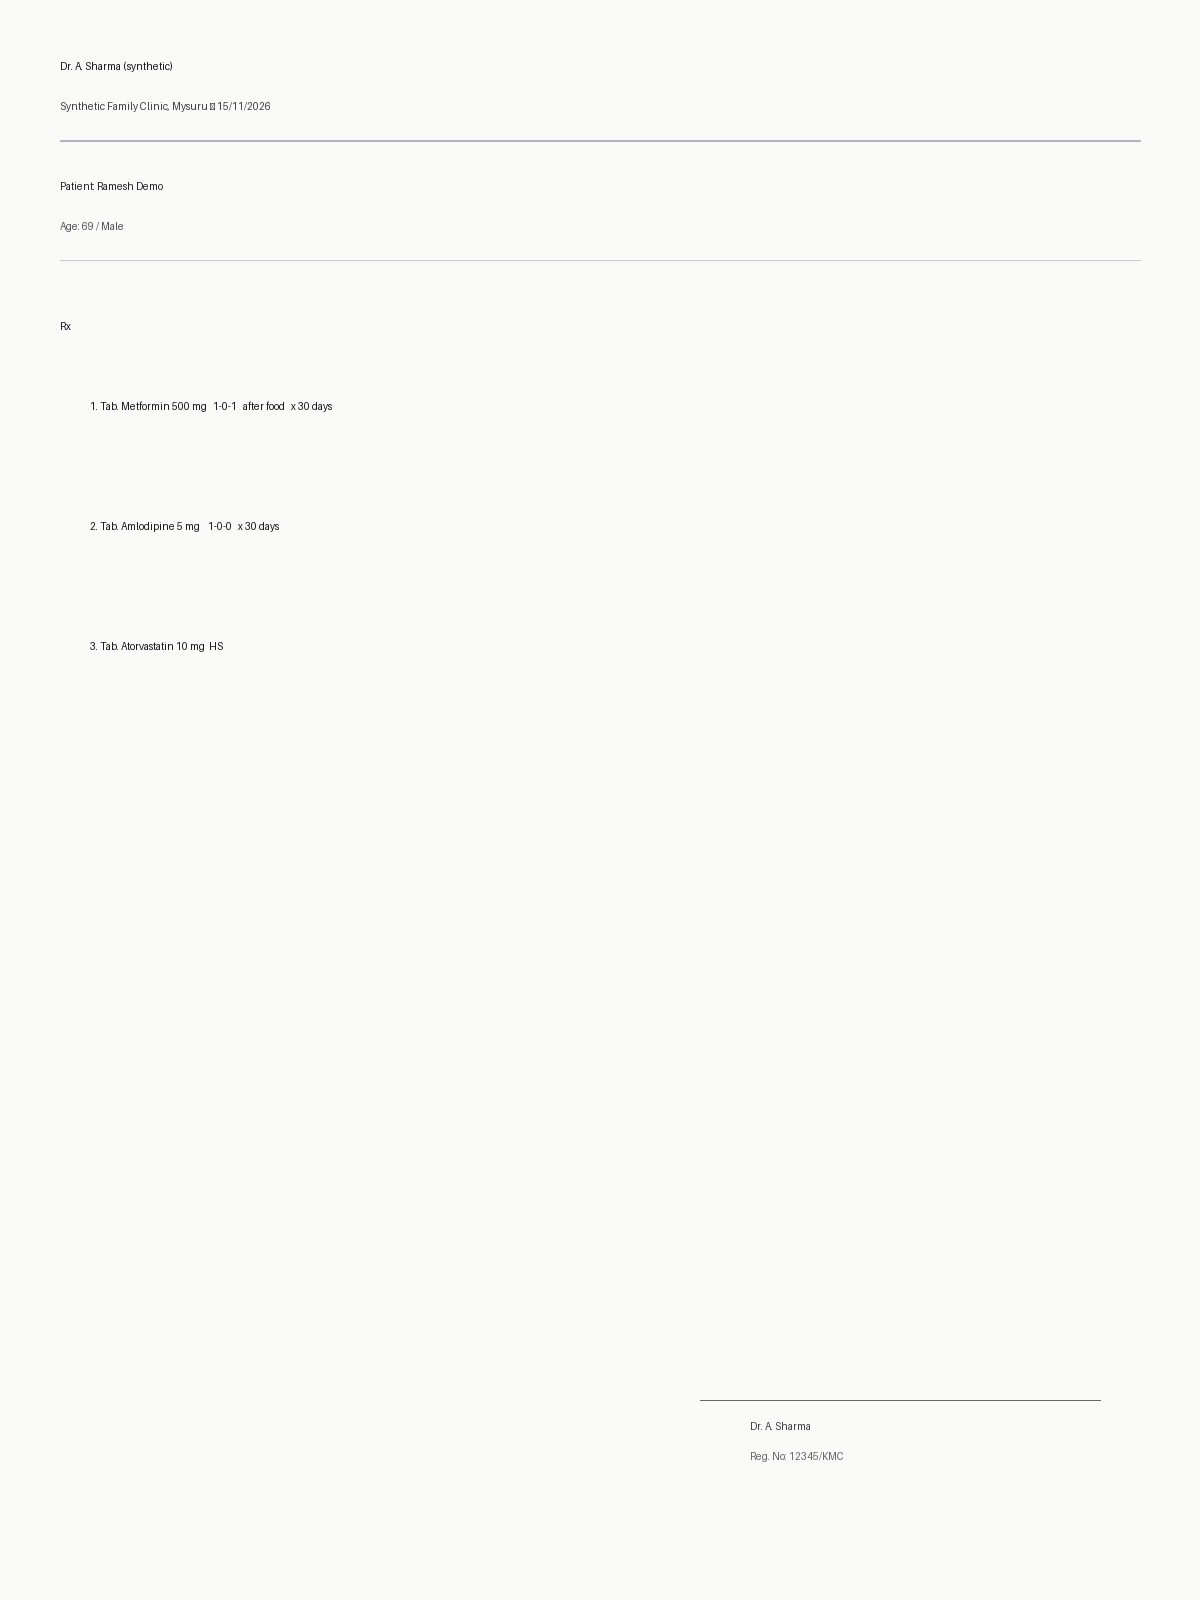 Dr. A. Sharma (synthetic)
Synthetic Family Clinic, Mysuru 15/11/2026
Patient: Ramesh Demo
Age: 69 / Male
Rx
1. Tab. Metformin 500 mg 1-0-1 after food x 30 days
2. Tab. Amlodipine 5 mg 1-0-0 x 30 days
3. Tab. Atorvastatin 10 mg HS
Dr. A. Sharma
Reg. No: 12345/KMC